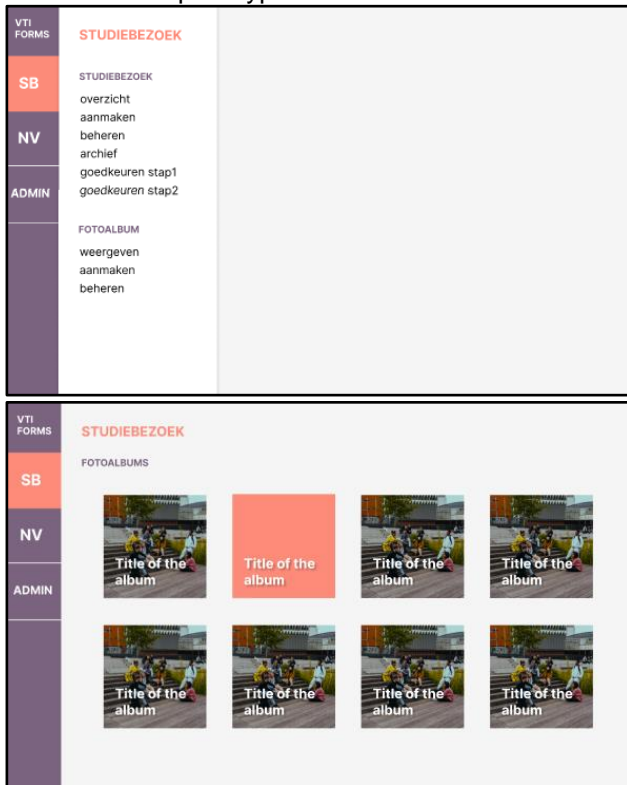 VTI
FORMS
SB
NV
ADMIN
STUDIEBEZOEK
STUDIEBEZOEK
overzicht
aanmaken
beheren
archief
goedkeuren stap1
goedkeuren stap2
FOTOALBUM
weergeven
aanmaken
beheren
VTI
FORMS
SB
NV
ADMIN
STUDIEBEZOEK
FOTOALBUMS
Title of the
album
Title of the
album
Title of the
album
Title of the
album
Title of the
album
Title of the
album
Title of the
album
Title of the
album